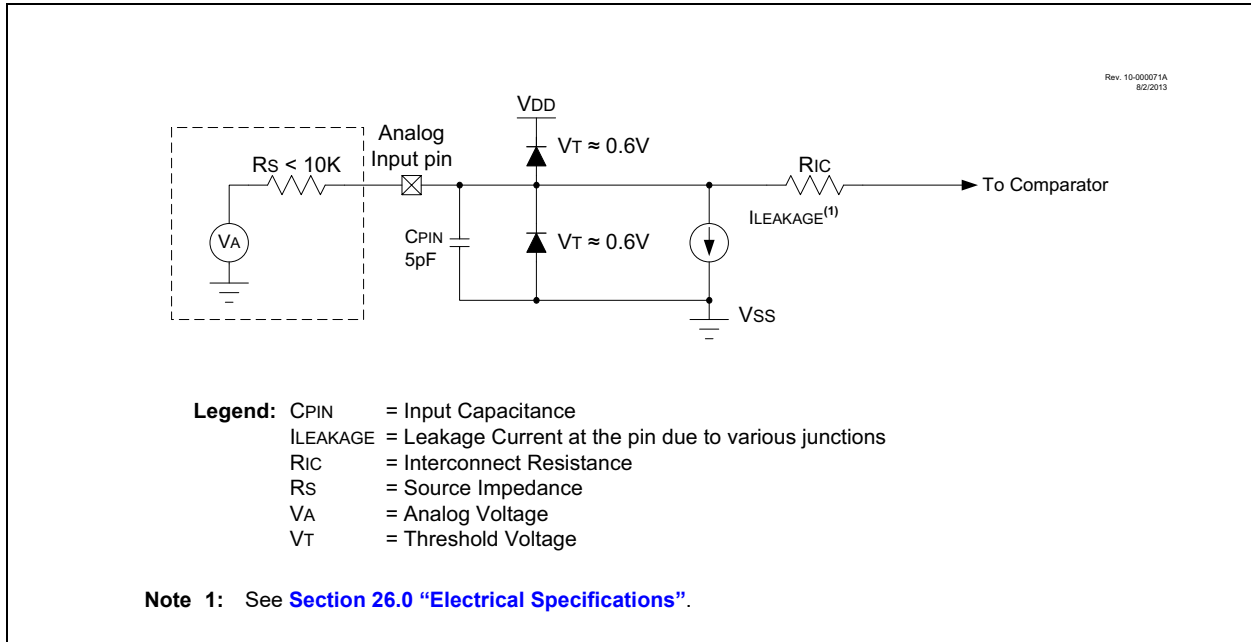 Rev. 10-000071A
8/2/2013
VDD
Analog
Input pin
VT ≈ 0.6V
RS < 10K
RIC
To Comparator
ILEAKAGE(1)
VA
CPIN
5pF
VT ≈ 0.6V
VSS
Legend: CPIN = Input Capacitance
ILEAKAGE = Leakage Current at the pin due to various junctions
RIC = Interconnect Resistance
RS = Source Impedance
VA = Analog Voltage
VT = Threshold Voltage
Note 1: See Section 26.0 “Electrical Specifications”.